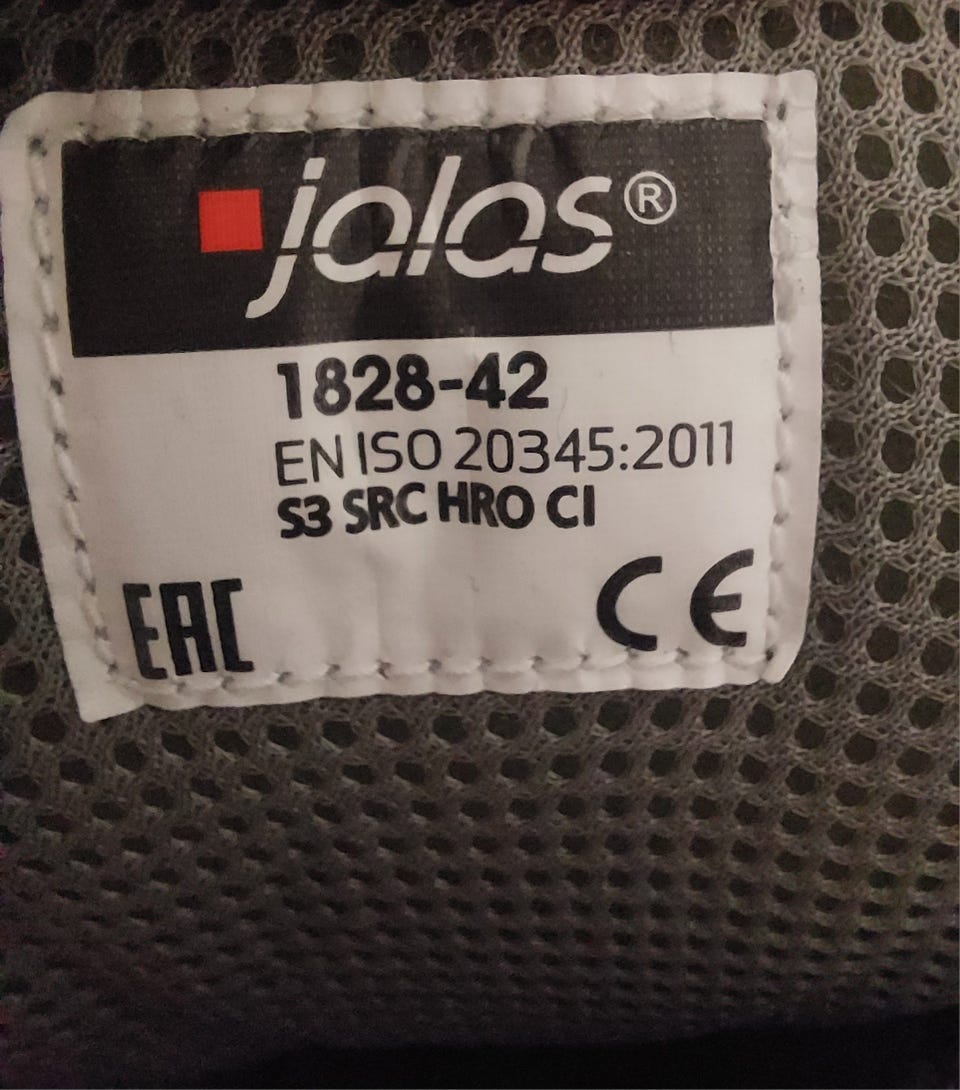 jalas®
1828-42
EN ISO 20345:2011
S3 SRC HRO CI
EAC CE